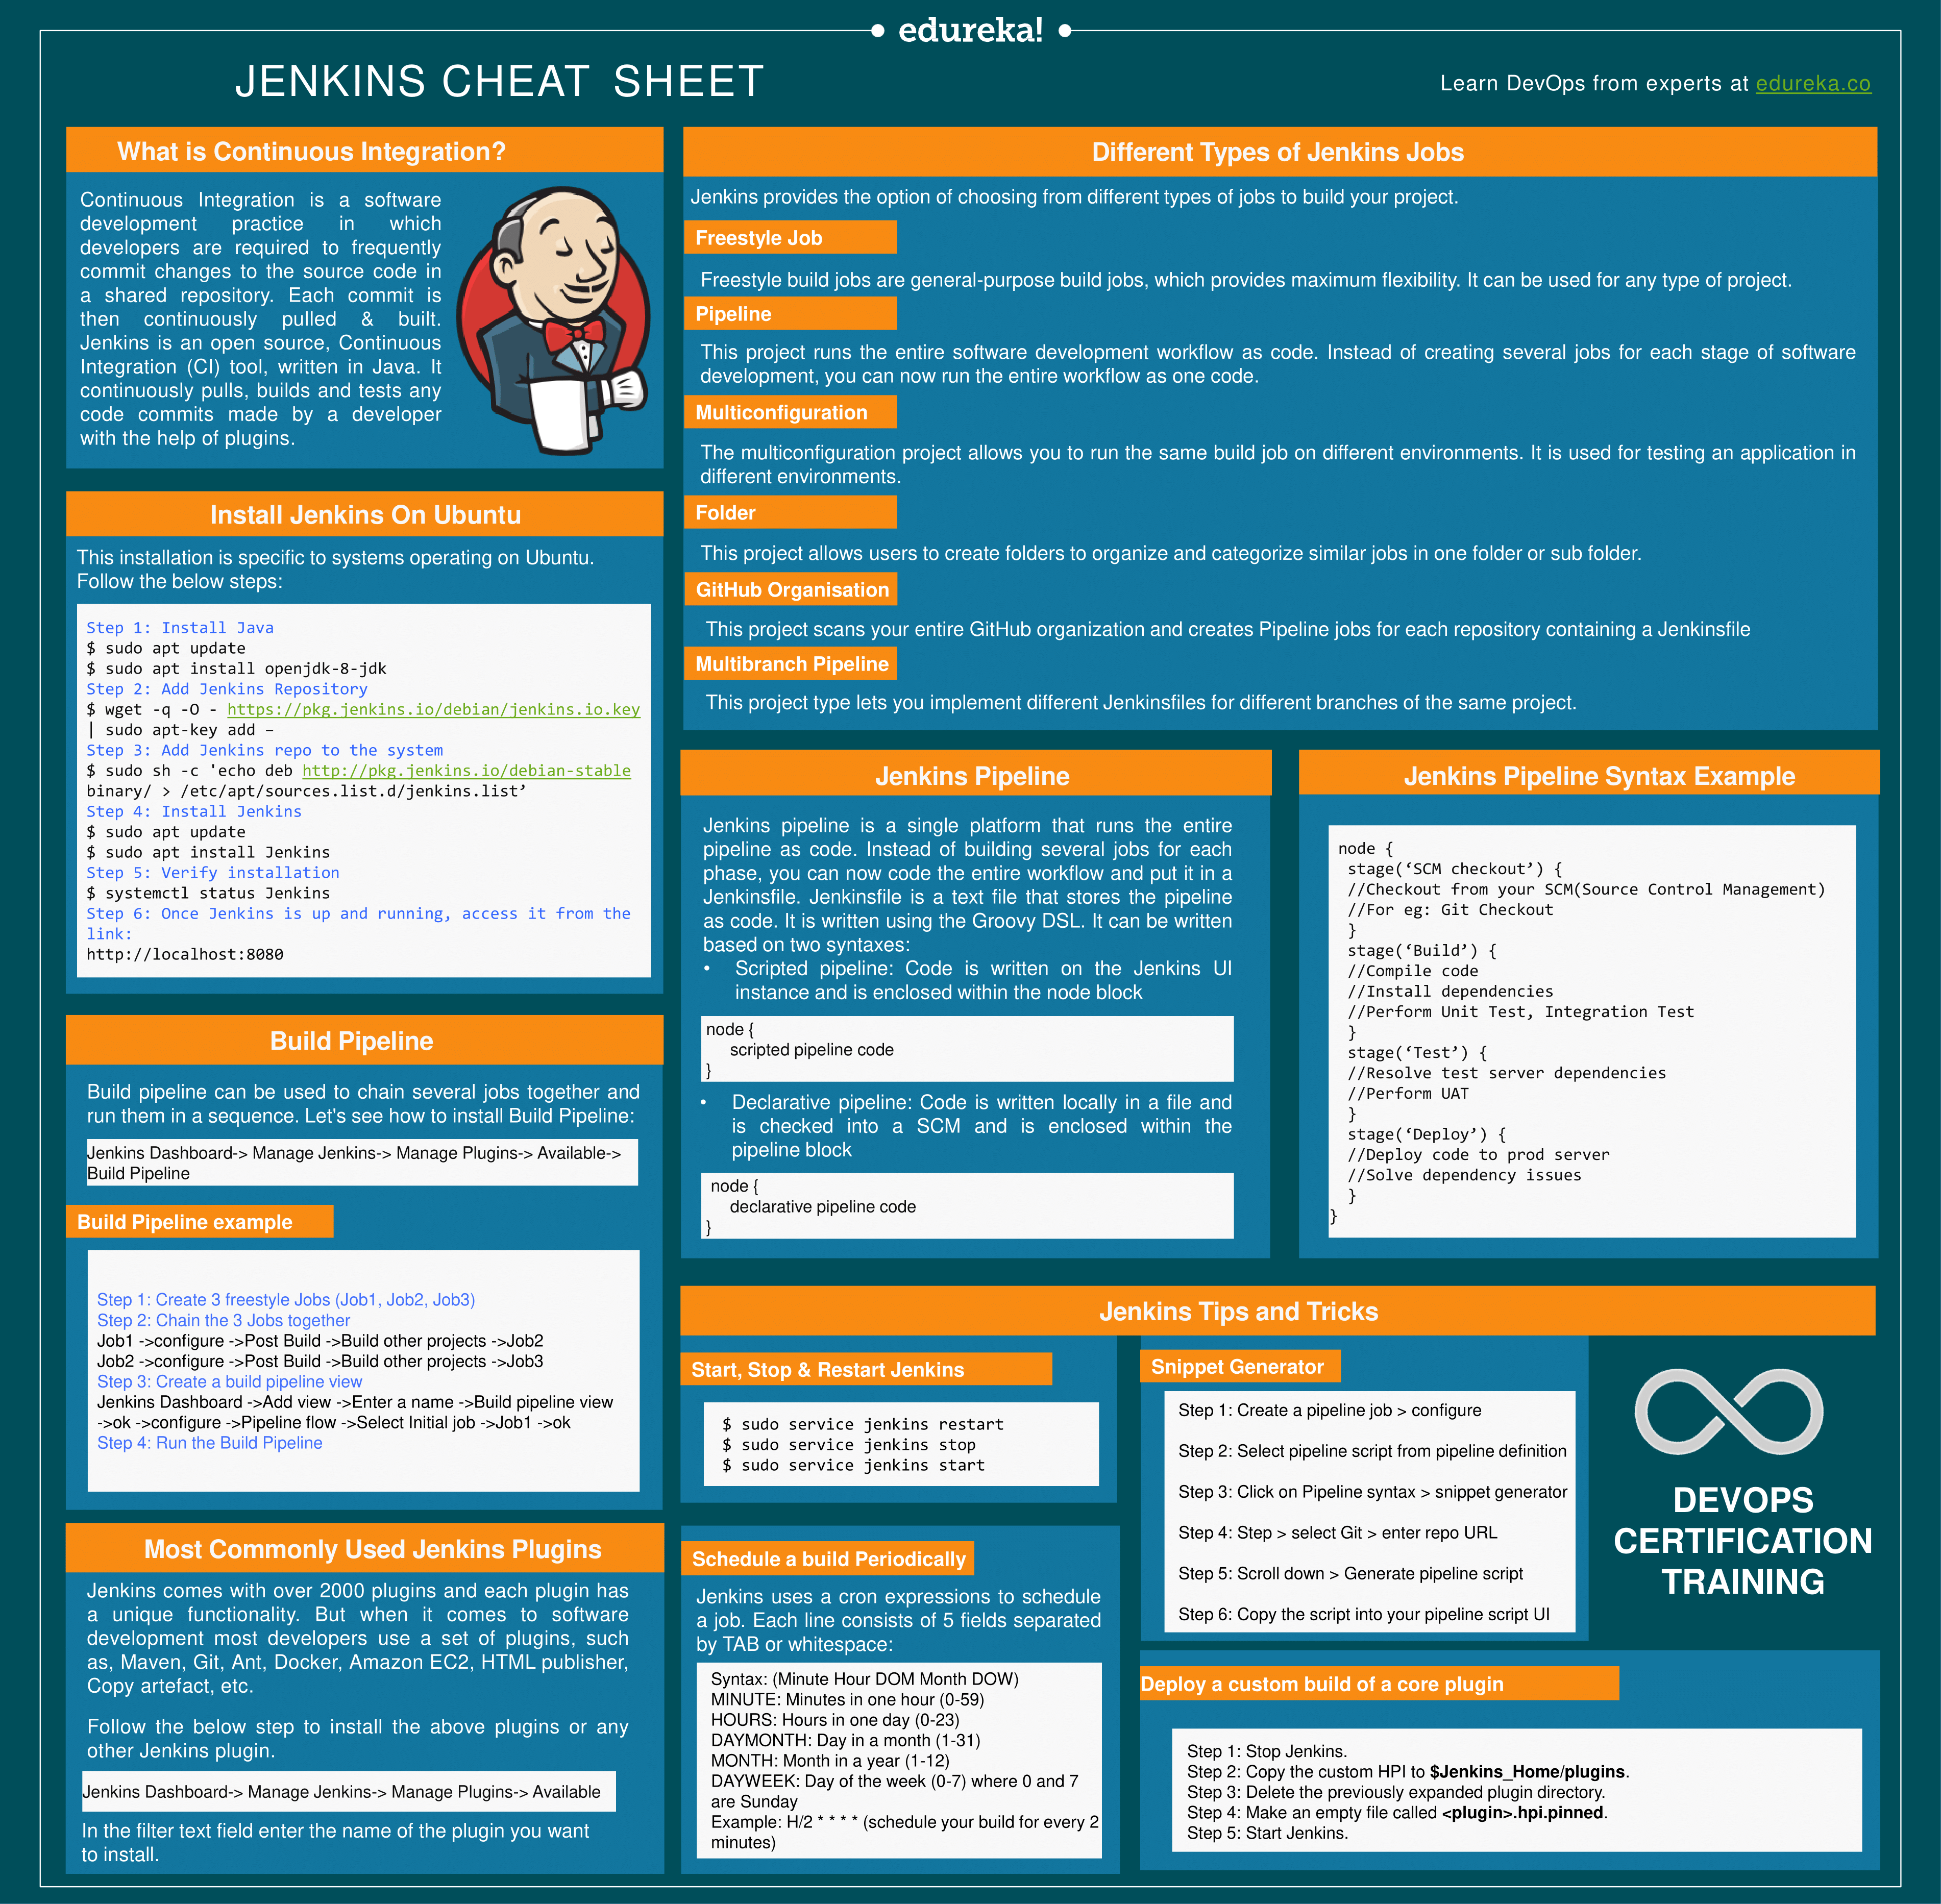 edureka!
JENKINS CHEAT SHEET
Learn DevOps from experts at edureka.co
What is Continuous Integration?
Continuous Integration is a software
development practice in which
developers are required to frequently
commit changes to the source code in
a shared repository. Each commit is
then continuously pulled & built.
Jenkins is an open source, Continuous
Integration (CI) tool, written in Java. It
continuously pulls, builds and tests any
code commits made by a developer
with the help of plugins.
Install Jenkins On Ubuntu
This installation is specific to systems operating on Ubuntu.
Follow the below steps:
Step 1: Install Java
$ sudo apt update
$ sudo apt install openjdk-8-jdk
Step 2: Add Jenkins Repository
$ wget -q -O - https://pkg.jenkins.io/debian/jenkins.io.key
| sudo apt-key add –
Step 3: Add Jenkins repo to the system
$ sudo sh -c 'echo deb http://pkg.jenkins.io/debian-stable
binary/ > /etc/apt/sources.list.d/jenkins.list’
Step 4: Install Jenkins
$ sudo apt update
$ sudo apt install Jenkins
Step 5: Verify installation
$ systemctl status Jenkins
Step 6: Once Jenkins is up and running, access it from the
link:
http://localhost:8080
Build Pipeline
Build pipeline can be used to chain several jobs together and
run them in a sequence. Let's see how to install Build Pipeline:
Jenkins Dashboard-> Manage Jenkins-> Manage Plugins-> Available->
Build Pipeline
Build Pipeline example
Step 1: Create 3 freestyle Jobs (Job1, Job2, Job3)
Step 2: Chain the 3 Jobs together
Job1 ->configure ->Post Build ->Build other projects ->Job2
Job2 ->configure ->Post Build ->Build other projects ->Job3
Step 3: Create a build pipeline view
Jenkins Dashboard ->Add view ->Enter a name ->Build pipeline view
->ok ->configure ->Pipeline flow ->Select Initial job ->Job1 ->ok
Step 4: Run the Build Pipeline
Most Commonly Used Jenkins Plugins
Jenkins comes with over 2000 plugins and each plugin has
a unique functionality. But when it comes to software
development most developers use a set of plugins, such
as, Maven, Git, Ant, Docker, Amazon EC2, HTML publisher,
Copy artefact, etc.
Follow the below step to install the above plugins or any
other Jenkins plugin.
Jenkins Dashboard-> Manage Jenkins-> Manage Plugins-> Available
In the filter text field enter the name of the plugin you want
to install.
Different Types of Jenkins Jobs
Jenkins provides the option of choosing from different types of jobs to build your project.
Freestyle Job
Freestyle build jobs are general-purpose build jobs, which provides maximum flexibility. It can be used for any type of project.
Pipeline
This project runs the entire software development workflow as code. Instead of creating several jobs for each stage of software
development, you can now run the entire workflow as one code.
Multiconfiguration
The multiconfiguration project allows you to run the same build job on different environments. It is used for testing an application in
different environments.
Folder
This project allows users to create folders to organize and categorize similar jobs in one folder or sub folder.
GitHub Organisation
This project scans your entire GitHub organization and creates Pipeline jobs for each repository containing a Jenkinsfile
Multibranch Pipeline
This project type lets you implement different Jenkinsfiles for different branches of the same project.
Jenkins Pipeline
Jenkins pipeline is a single platform that runs the entire
pipeline as code. Instead of building several jobs for each
phase, you can now code the entire workflow and put it in a
Jenkinsfile. Jenkinsfile is a text file that stores the pipeline
as code. It is written using the Groovy DSL. It can be written
based on two syntaxes:
• Scripted pipeline: Code is written on the Jenkins UI
instance and is enclosed within the node block
node {
scripted pipeline code
}
• Declarative pipeline: Code is written locally in a file and
is checked into a SCM and is enclosed within the
pipeline block
node {
declarative pipeline code
}
Jenkins Pipeline Syntax Example
node {
stage(‘SCM checkout’) {
//Checkout from your SCM(Source Control Management)
//For eg: Git Checkout
}
stage(‘Build’) {
//Compile code
//Install dependencies
//Perform Unit Test, Integration Test
}
stage(‘Test’) {
//Resolve test server dependencies
//Perform UAT
}
stage(‘Deploy’) {
//Deploy code to prod server
//Solve dependency issues
}
}
Jenkins Tips and Tricks
Start, Stop & Restart Jenkins
$ sudo service jenkins restart
$ sudo service jenkins stop
$ sudo service jenkins start
Schedule a build Periodically
Jenkins uses a cron expressions to schedule
a job. Each line consists of 5 fields separated
by TAB or whitespace:
Syntax: (Minute Hour DOM Month DOW)
MINUTE: Minutes in one hour (0-59)
HOURS: Hours in one day (0-23)
DAYMONTH: Day in a month (1-31)
MONTH: Month in a year (1-12)
DAYWEEK: Day of the week (0-7) where 0 and 7
are Sunday
Example: H/2 * * * * (schedule your build for every 2
minutes)
Snippet Generator
Step 1: Create a pipeline job > configure
Step 2: Select pipeline script from pipeline definition
Step 3: Click on Pipeline syntax > snippet generator
Step 4: Step > select Git > enter repo URL
Step 5: Scroll down > Generate pipeline script
Step 6: Copy the script into your pipeline script UI
DEVOPS
CERTIFICATION
TRAINING
Deploy a custom build of a core plugin
Step 1: Stop Jenkins.
Step 2: Copy the custom HPI to $Jenkins_Home/plugins.
Step 3: Delete the previously expanded plugin directory.
Step 4: Make an empty file called <plugin>.hpi.pinned.
Step 5: Start Jenkins.